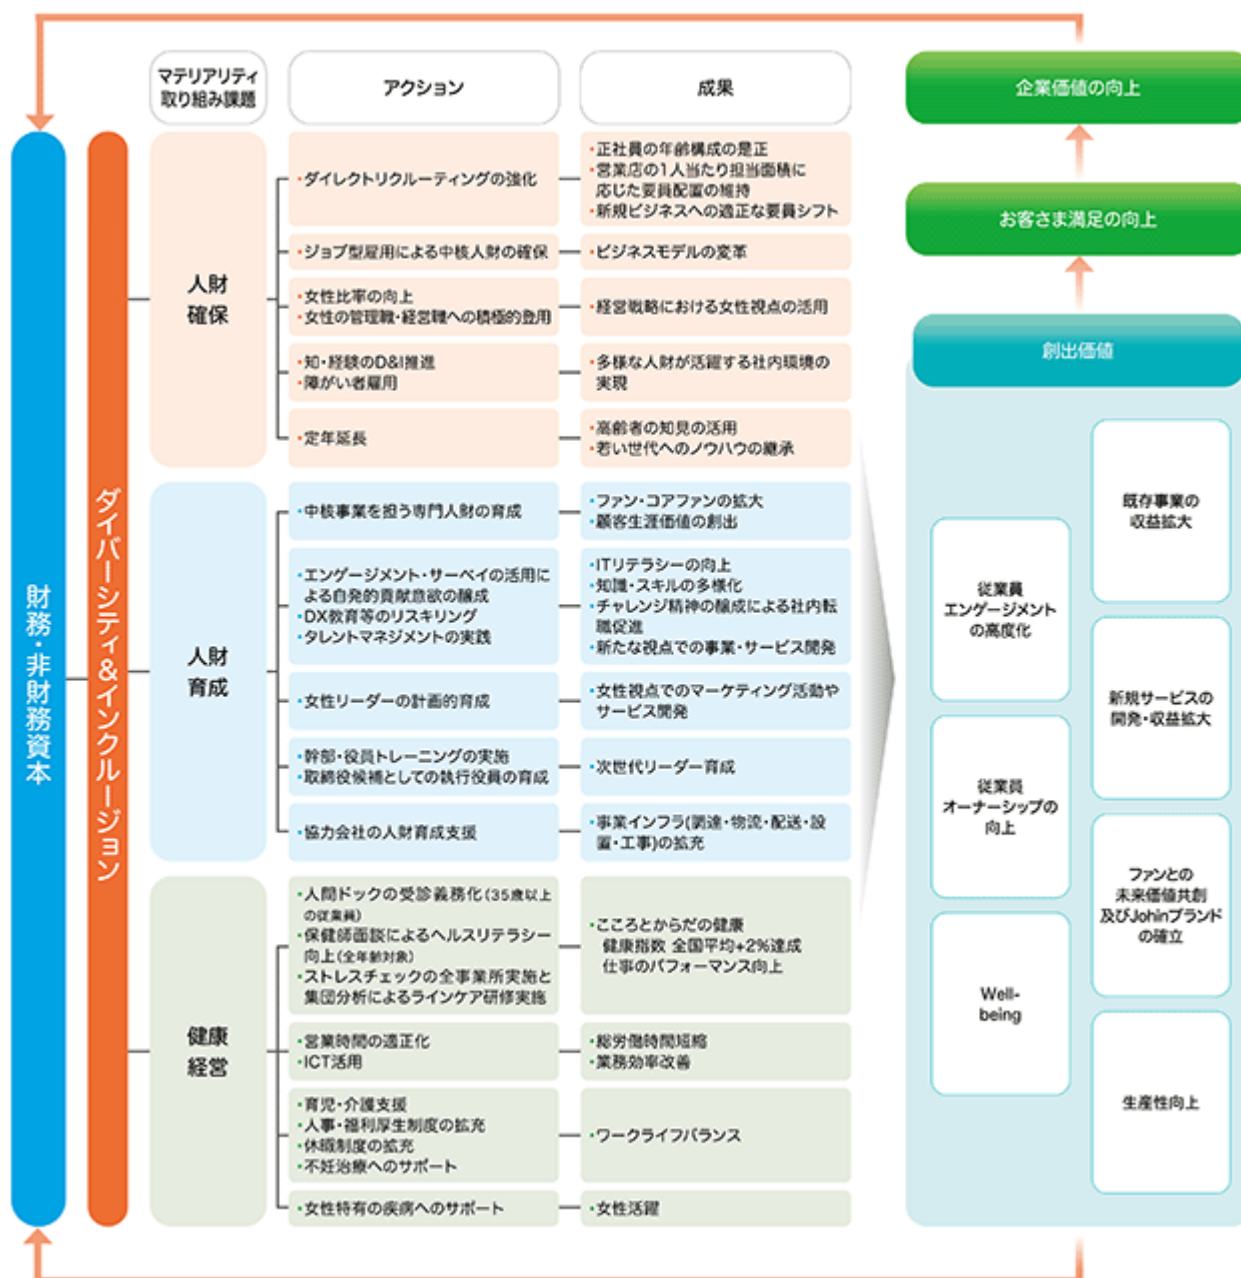 マテリアリティ
取り組み課題
アクション
成果
財務・非財務資本
ダイバーシティ&インクルージョン
人財
確保
・ダイレクトリクルーティングの強化
・正社員の年齢構成の是正
・営業店の1人当たり担当面積に
応じた要員配置の維持
・新規ビジネスへの適正な要員シフト
・ジョブ型雇用による中核人財の確保
・ビジネスモデルの変革
・女性比率の向上
・女性の管理職・経営職への積極的登用
・経営戦略における女性視点の活用
・知・経験のD&I推進
・障がい者雇用
・多様な人財が活躍する社内環境の
実現
・定年延長
・高齢者の知見の活用
・若い世代へのノウハウの継承
人財
育成
・中核事業を担う専門人財の育成
・ファン・コアファンの拡大
・顧客生涯価値の創出
・エンゲージメント・サーベイの活用によ
る自発的貢献意欲の醸成
・DX教育等のリスキリング
・タレントマネジメントの実践
・ITリテラシーの向上
・知識・スキルの多様化
・チャレンジ精神の醸成による社内転
職促進
・新たな視点での事業・サービス開発
・女性リーダーの計画的育成
・女性視点でのマーケティング活動や
サービス開発
・幹部・役員トレーニングの実施
・取締役候補としての執行役員の育成
・次世代リーダー育成
・協力会社の人財育成支援
・事業インフラ(調達・物流・配送・設
置・工事)の拡充
健康
経営
・人間ドックの受診義務化(35歳以上
の従業員)
・保健師面談によるヘルスリテラシー
向上(全年齢対象)
・ストレスチェックの全事業所実施と
集団分析によるラインケア研修実施
・こころとからだの健康
健康指数 全国平均+2%達成
仕事のパフォーマンス向上
・営業時間の適正化
・ICT活用
・総労働時間短縮
・業務効率改善
・育児・介護支援
・人事・福利厚生制度の拡充
・休暇制度の拡充
・不妊治療へのサポート
・ワークライフバランス
・女性特有の疾病へのサポート
・女性活躍
企業価値の向上
お客さま満足の向上
創出価値
従業員
エンゲージメント
の高度化
従業員
オーナーシップの
向上
Well-
being
既存事業の
収益拡大
新規サービスの
開発・収益拡大
ファンとの
未来価値共創
及びJohinブランド
の確立
生産性向上